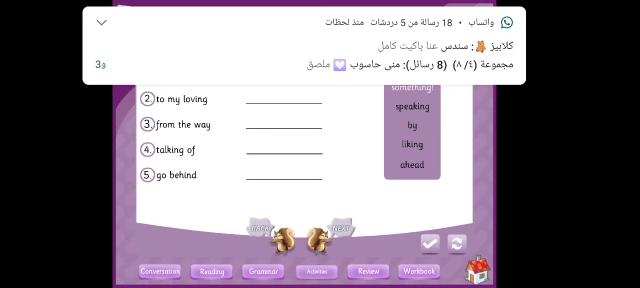 واتساب • 18 رسالة من 5 دردشات منذ لحظات
كلابيز 🧸: سندس عنا باكيت كامل
مجموعة (٨/٤) (8 رسائل): منى حاسوب 💜 ملصق
و3
something!
2. to my loving
speaking
3. from the way
by
4. talking of
liking
ahead
5. go behind
BACK
NEXT
Conversation
Reading
Grammar
Activities
Review
Workbook